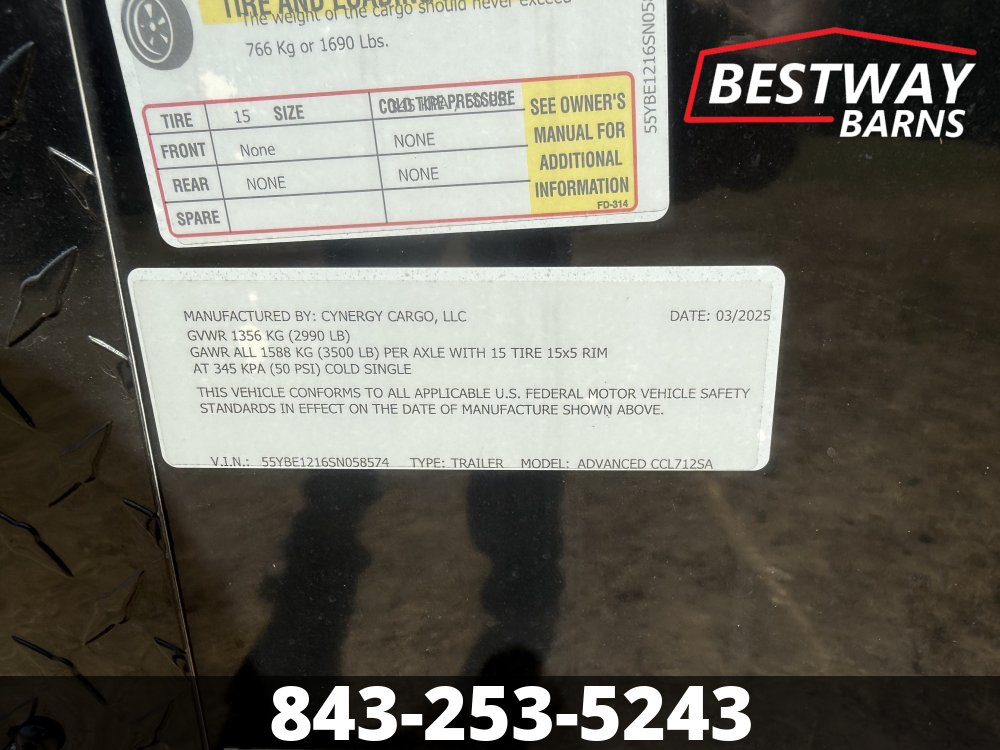 TIRE AND LOADING
The weight of the cargo should never exceed
766 Kg or 1690 Lbs.
TIRE 15 SIZE COLD TIRE PRESSURE
FRONT None NONE
REAR NONE NONE
SPARE
SEE OWNER'S
MANUAL FOR
ADDITIONAL
INFORMATION
FD-314
55YBE1216SN058
BESTWAY
BARNS
MANUFACTURED BY: CYNERGY CARGO, LLC DATE: 03/2025
GVWR 1356 KG (2990 LB)
GAWR ALL 1588 KG (3500 LB) PER AXLE WITH 15 TIRE 15x5 RIM
AT 345 KPA (50 PSI) COLD SINGLE
THIS VEHICLE CONFORMS TO ALL APPLICABLE U.S. FEDERAL MOTOR VEHICLE SAFETY
STANDARDS IN EFFECT ON THE DATE OF MANUFACTURE SHOWN ABOVE.
V.I.N.: 55YBE1216SN058574 TYPE: TRAILER MODEL: ADVANCED CCL712SA
843-253-5243